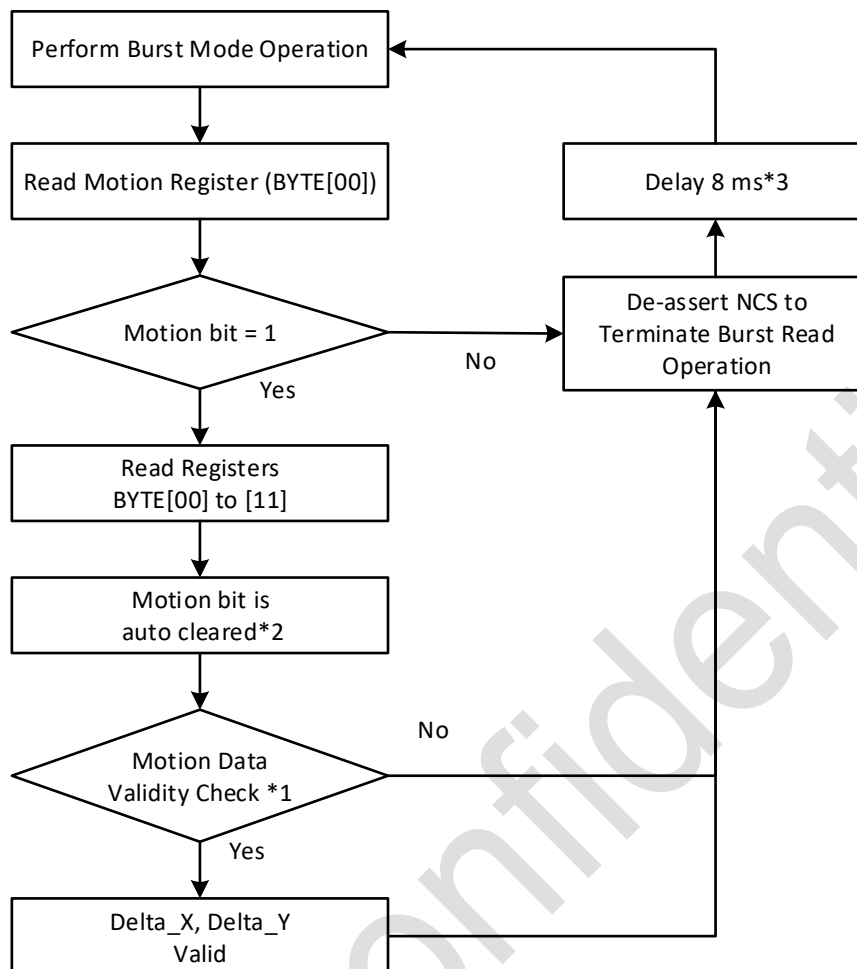 Perform Burst Mode Operation
Read Motion Register (BYTE[00])
Delay 8 ms*3
Motion bit = 1
No
De-assert NCS to
Terminate Burst Read
Operation
Yes
Read Registers
BYTE[00] to [11]
Motion bit is
auto cleared*2
No
Motion Data
Validity Check *1
Yes
Delta_X, Delta_Y
Valid